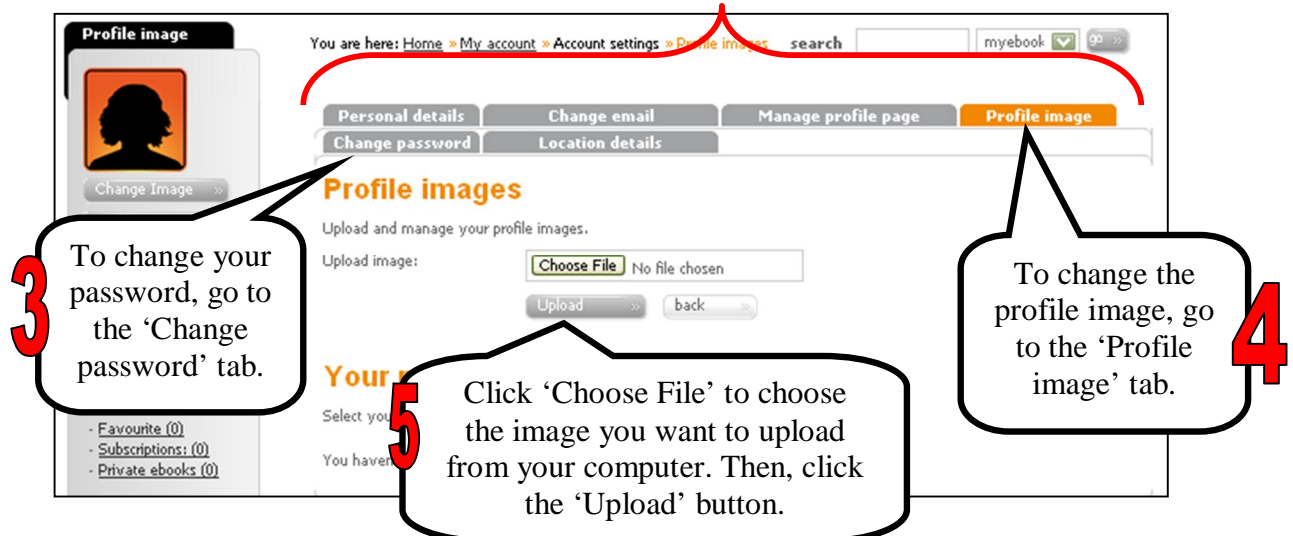 Profile image
You are here: Home » My account » Account settings » Profile images search myebook go »
Personal details Change email Manage profile page Profile image
Change password Location details
Change Image »
Profile images
Upload and manage your profile images.
Upload image: Choose File No file chosen
Upload » back »
3
To change your
password, go to
the ‘Change
password’ tab.
To change the
profile image, go
to the ‘Profile
image’ tab.
4
Your
Select you
You haven
5
Click ‘Choose File’ to choose
the image you want to upload
from your computer. Then, click
the ‘Upload’ button.
- Favourite (0)
- Subscriptions: (0)
- Private ebooks (0)